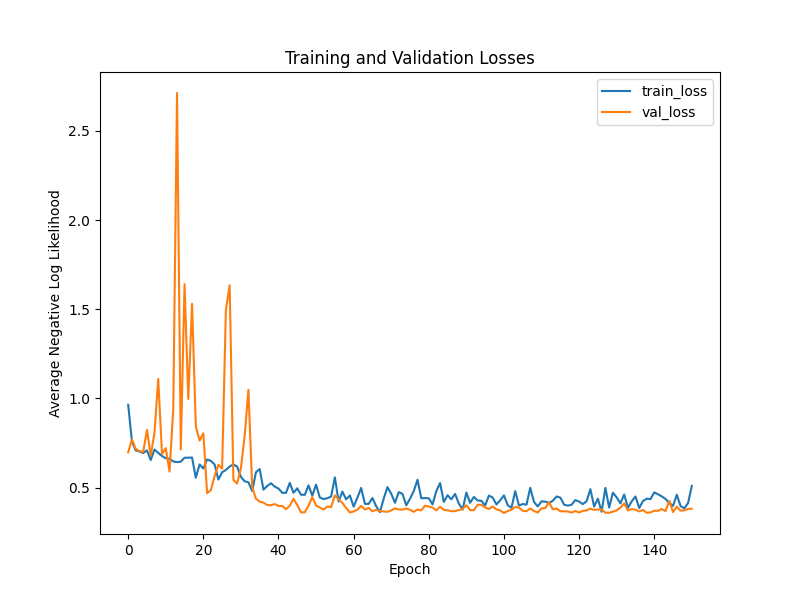 Training and Validation Losses
train_loss
val_loss
Average Negative Log Likelihood
2.5
2.0
1.5
1.0
0.5
0 20 40 60 80 100 120 140
Epoch